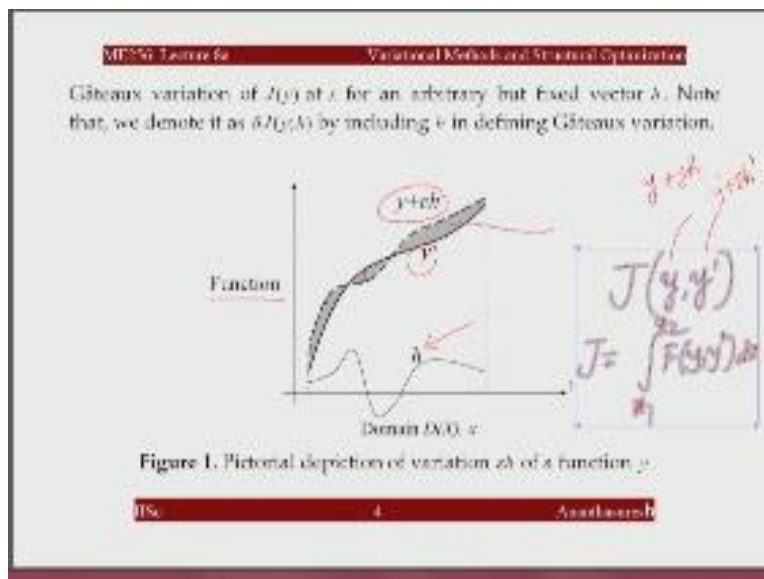 ME256 Lecture 8a Variational Methods and Structural Optimization
Gâteaux variation of J(y) at x for an arbitrary but fixed vector h. Note
that, we denote it as δJ(y;h) by including h in defining Gâteaux variation.
y+εh
y+εh y'+εh'
y
Function
J(y,y')
h
J= ∫ F(y,y')dx
x2
x1
Domain
Figure 1. Pictorial depiction of variation εh of a function y
IISc 4 Ananthasuresh